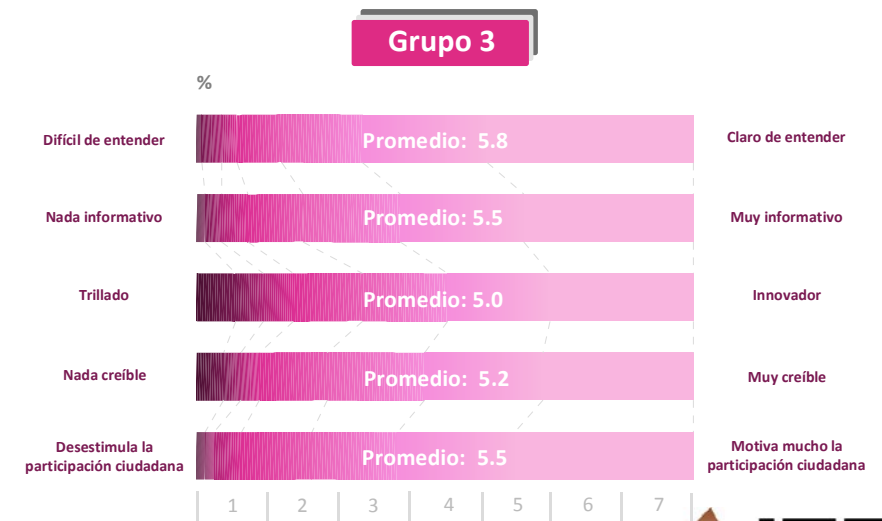 Grupo 3
%
Difícil de entender
Promedio: 5.8
Claro de entender
Nada informativo
Promedio: 5.5
Muy informativo
Trillado
Promedio: 5.0
Innovador
Nada creíble
Promedio: 5.2
Muy creíble
Desestimula la
participación ciudadana
Promedio: 5.5
Motiva mucho la
participación ciudadana
1 2 3 4 5 6 7